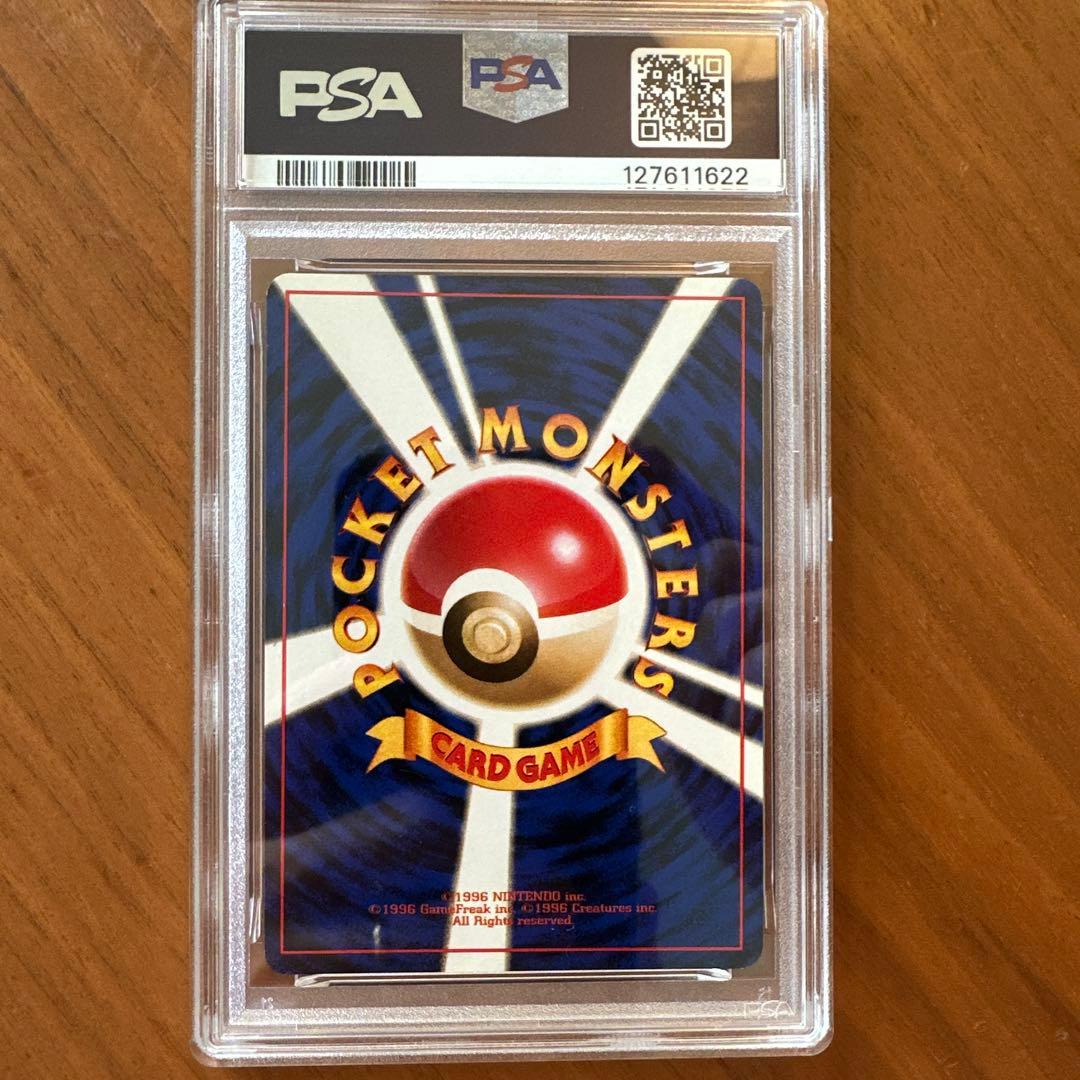 PSA
PSA
127611622
POCKET MONSTERS
CARD GAME
©1996 NINTENDO inc.
©1996 GameFreak inc. ©1996 Creatures inc.
All Rights reserved.
PSA